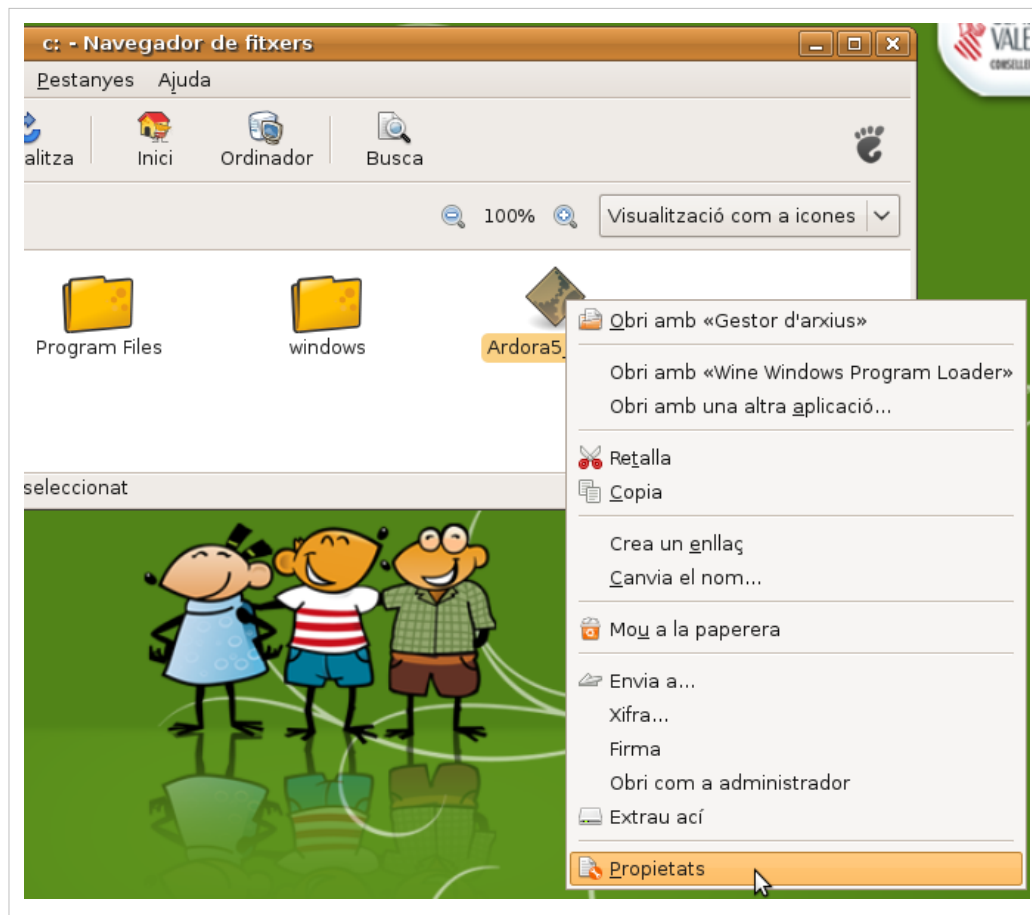 c: - Navegador de fitxers
Pestanyes Ajuda
alitza Inici Ordinador Busca
100% Visualització com a icones
Program Files windows Ardora5_
seleccionat
Obri amb «Gestor d'arxius»
Obri amb «Wine Windows Program Loader»
Obri amb una altra aplicació...
Retalla
Copia
Crea un enllaç
Canvia el nom...
Mou a la paperera
Envia a...
Xifra...
Firma
Obri com a administrador
Extrau ací
Propietats
VALE